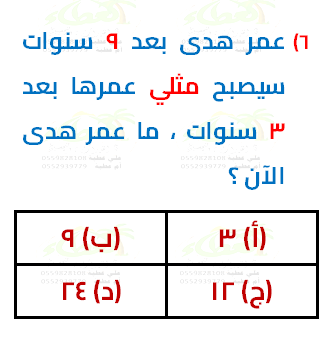 ٦) عمر هدى بعد ٩ سنوات
سيصبح مثلي عمرها بعد
٣ سنوات ، ما عمر هدى
الآن ؟
(أ) ٣
(ب) ٩
(ج) ١٢
(د) ٢٤